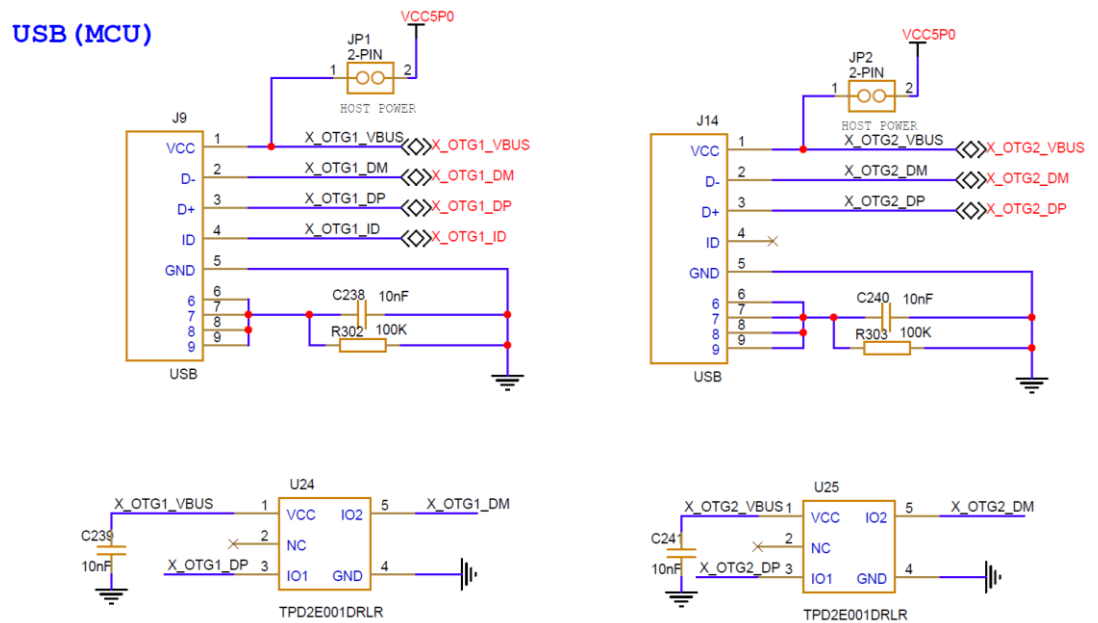 USB(MCU)
VCC5P0
JP1
2-PIN
1 2
HOST POWER
J9
VCC 1 X_OTG1_VBUS X_OTG1_VBUS
D- 2 X_OTG1_DM X_OTG1_DM
D+ 3 X_OTG1_DP X_OTG1_DP
ID 4 X_OTG1_ID X_OTG1_ID
GND 5
6 6
7 7
8 8
9 9
C238 10nF
R302 100K
USB
VCC5P0
JP2
2-PIN
1 2
HOST POWER
J14
VCC 1 X_OTG2_VBUS X_OTG2_VBUS
D- 2 X_OTG2_DM X_OTG2_DM
D+ 3 X_OTG2_DP X_OTG2_DP
ID 4
GND 5
6 6
7 7
8 8
9 9
C240 10nF
R303 100K
USB
U24
X_OTG1_VBUS 1 VCC IO2 5 X_OTG1_DM
C239
2 NC
10nF
X_OTG1_DP 3 IO1 GND 4
TPD2E001DRLR
U25
X_OTG2_VBUS 1 VCC IO2 5 X_OTG2_DM
C241
2 NC
10nF
X_OTG2_DP 3 IO1 GND 4
TPD2E001DRLR